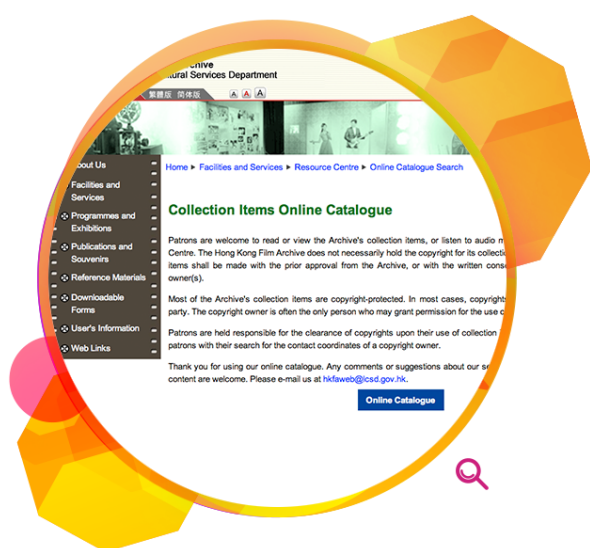 tural Services Department
繁體版 简体版 A A A
About Us
Facilities and
Services
Programmes and
Exhibitions
Publications and
Souvenirs
Reference Materials
Downloadable
Forms
User's Information
Web Links
Home ▸ Facilities and Services ▸ Resource Centre ▸ Online Catalogue Search
Collection Items Online Catalogue
Patrons are welcome to read or view the Archive's collection items, or listen to audio
Centre. The Hong Kong Film Archive does not necessarily hold the copyright for its
items shall be made with the prior approval from the Archive, or with the written
owner(s).
Most of the Archive's collection items are copyright-protected. In most cases,
party. The copyright owner is often the only person who may grant permission for the use
Patrons are held responsible for the clearance of copyrights upon their use of collection
patrons with their search for the contact coordinates of a copyright owner.
Thank you for using our online catalogue. Any comments or suggestions about our
content are welcome. Please e-mail us at hkfaweb@lcsd.gov.hk.
Online Catalogue